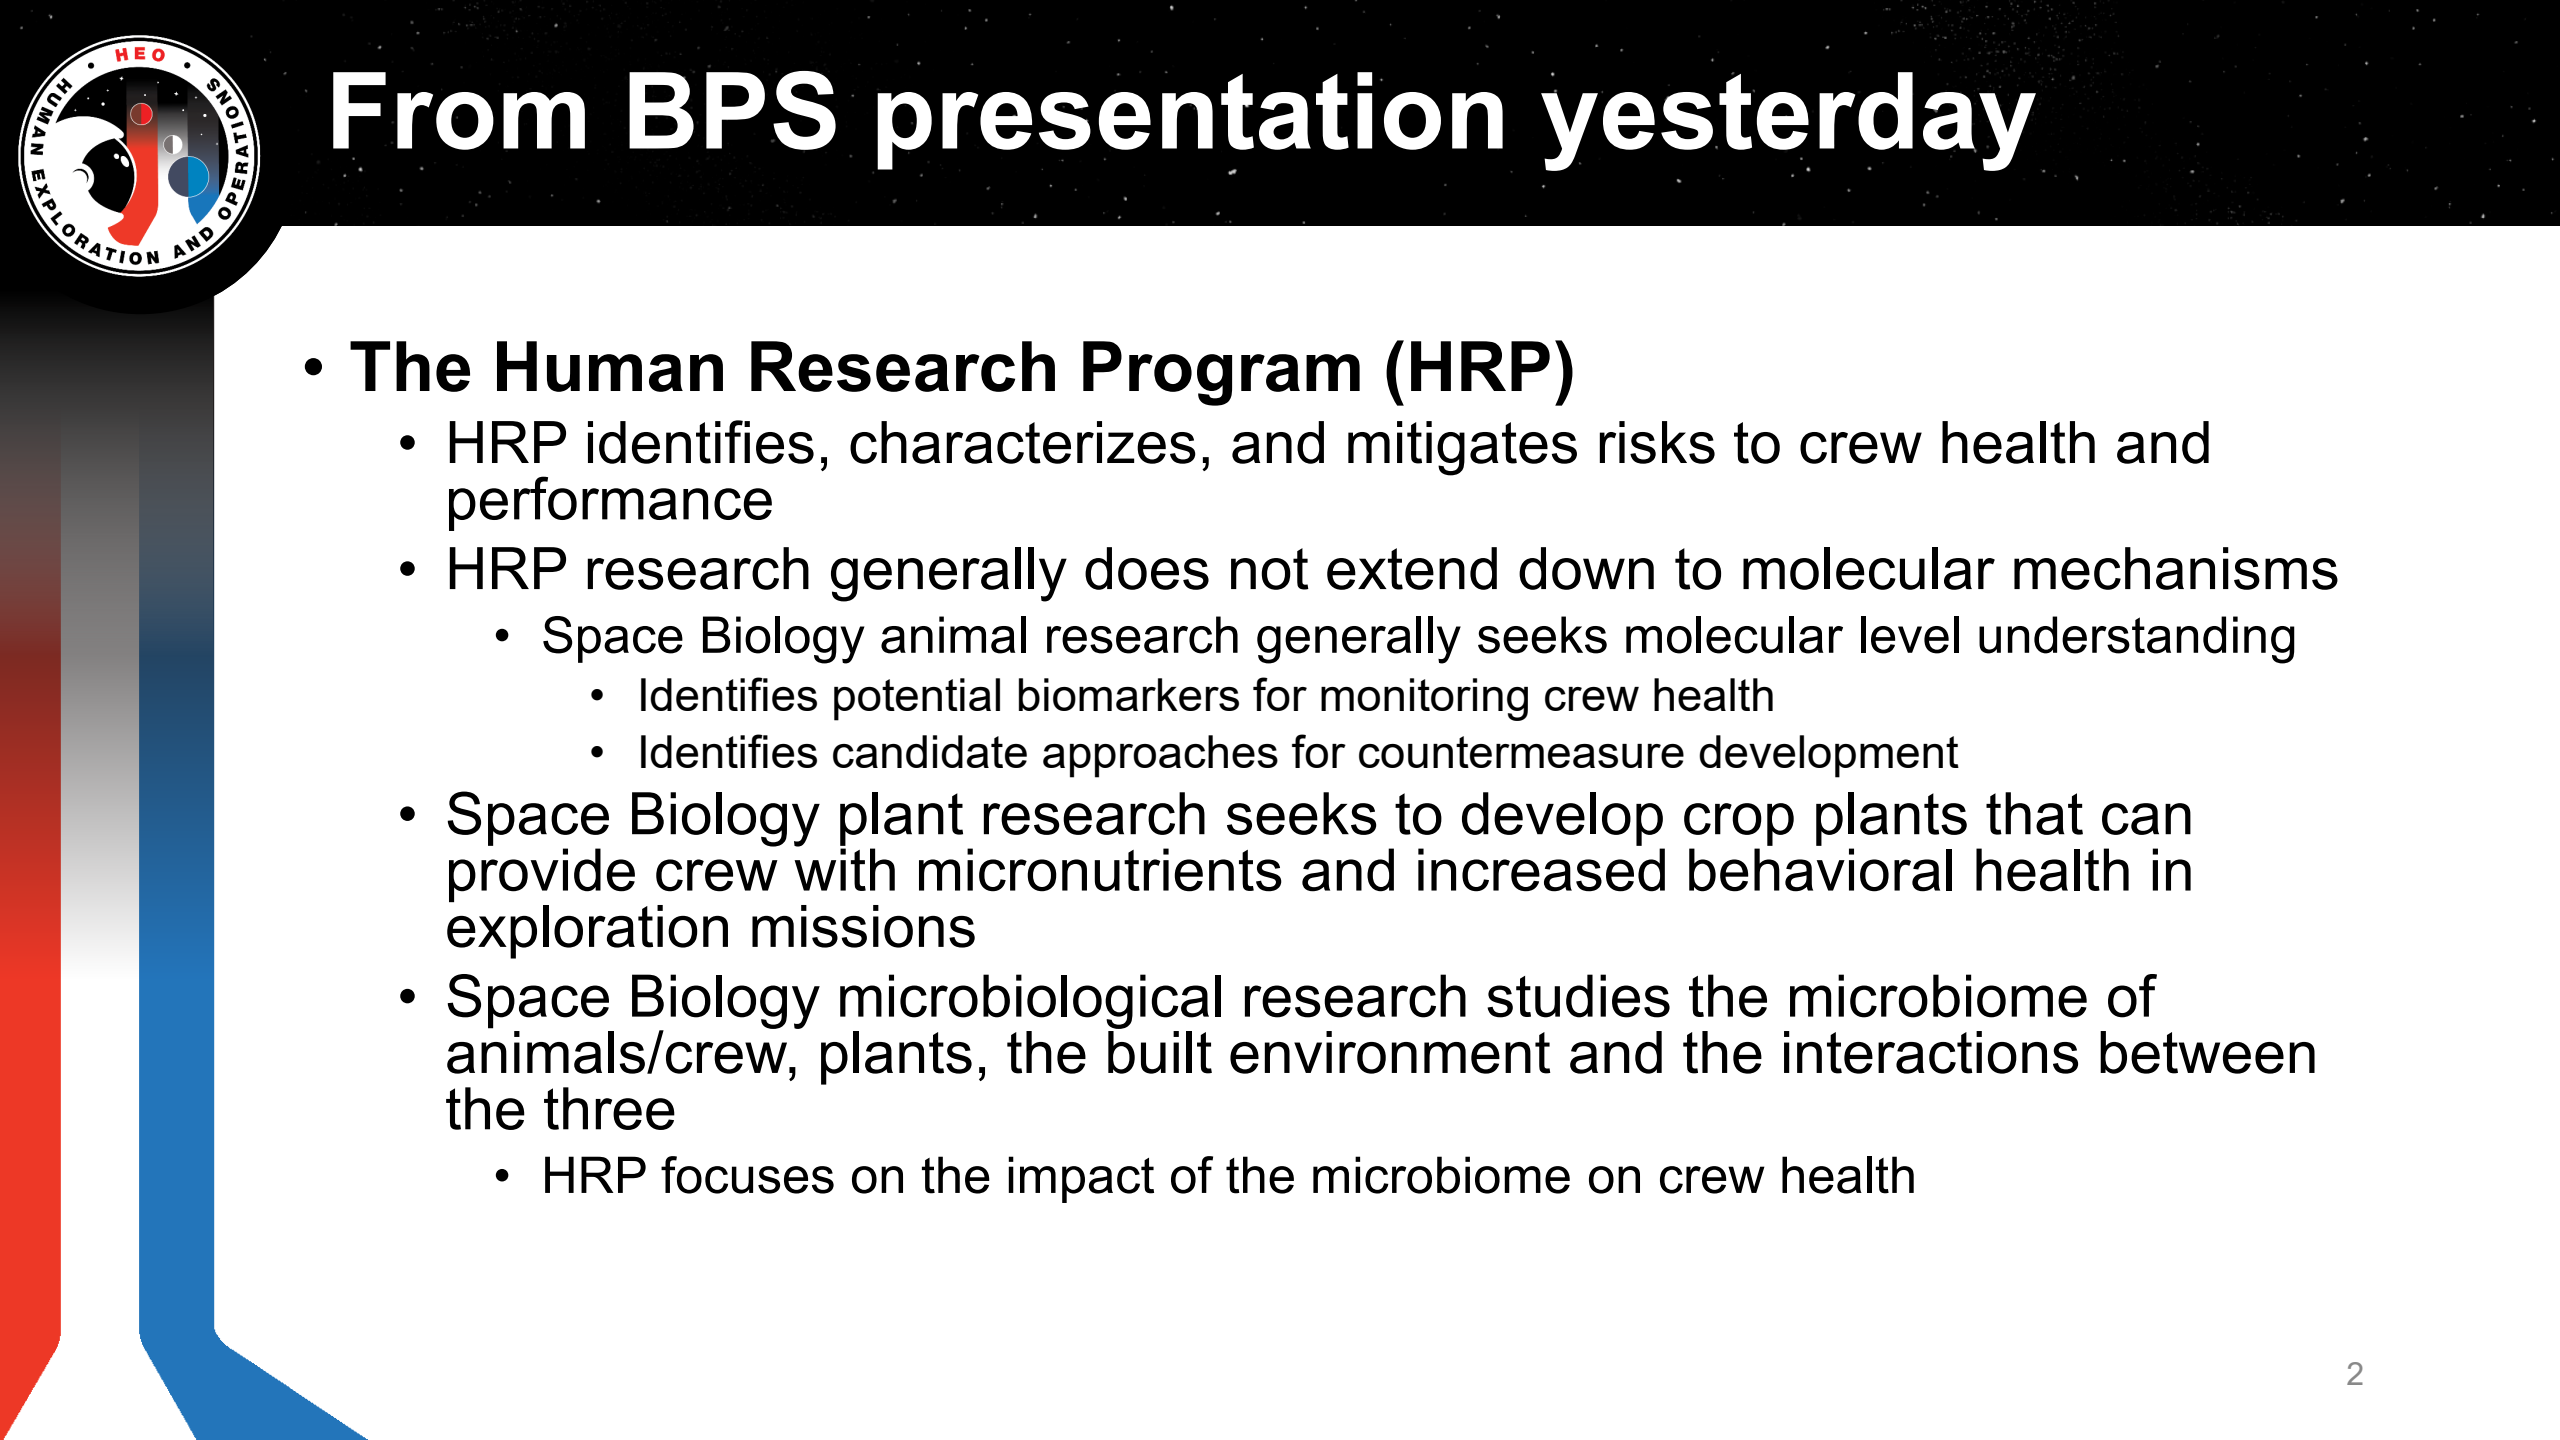 HEO
HUMAN EXPLORATION AND OPERATIONS
From BPS presentation yesterday
• The Human Research Program (HRP)
• HRP identifies, characterizes, and mitigates risks to crew health and
performance
• HRP research generally does not extend down to molecular mechanisms
• Space Biology animal research generally seeks molecular level understanding
• Identifies potential biomarkers for monitoring crew health
• Identifies candidate approaches for countermeasure development
• Space Biology plant research seeks to develop crop plants that can
provide crew with micronutrients and increased behavioral health in
exploration missions
• Space Biology microbiological research studies the microbiome of
animals/crew, plants, the built environment and the interactions between
the three
• HRP focuses on the impact of the microbiome on crew health
2